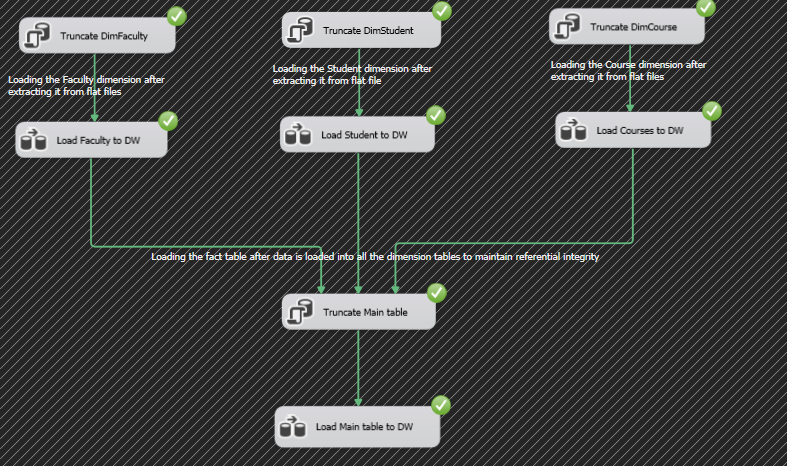 Truncate DimFaculty
Truncate DimStudent
Truncate DimCourse
Loading the Faculty dimension after
extracting it from flat files
Loading the Student dimension after
extracting it from flat file
Loading the Course dimension after
extracting it from flat files
Load Faculty to DW
Load Student to DW
Load Courses to DW
Loading the fact table after data is loaded into all the dimension tables to maintain referential integrity
Truncate Main table
Load Main table to DW